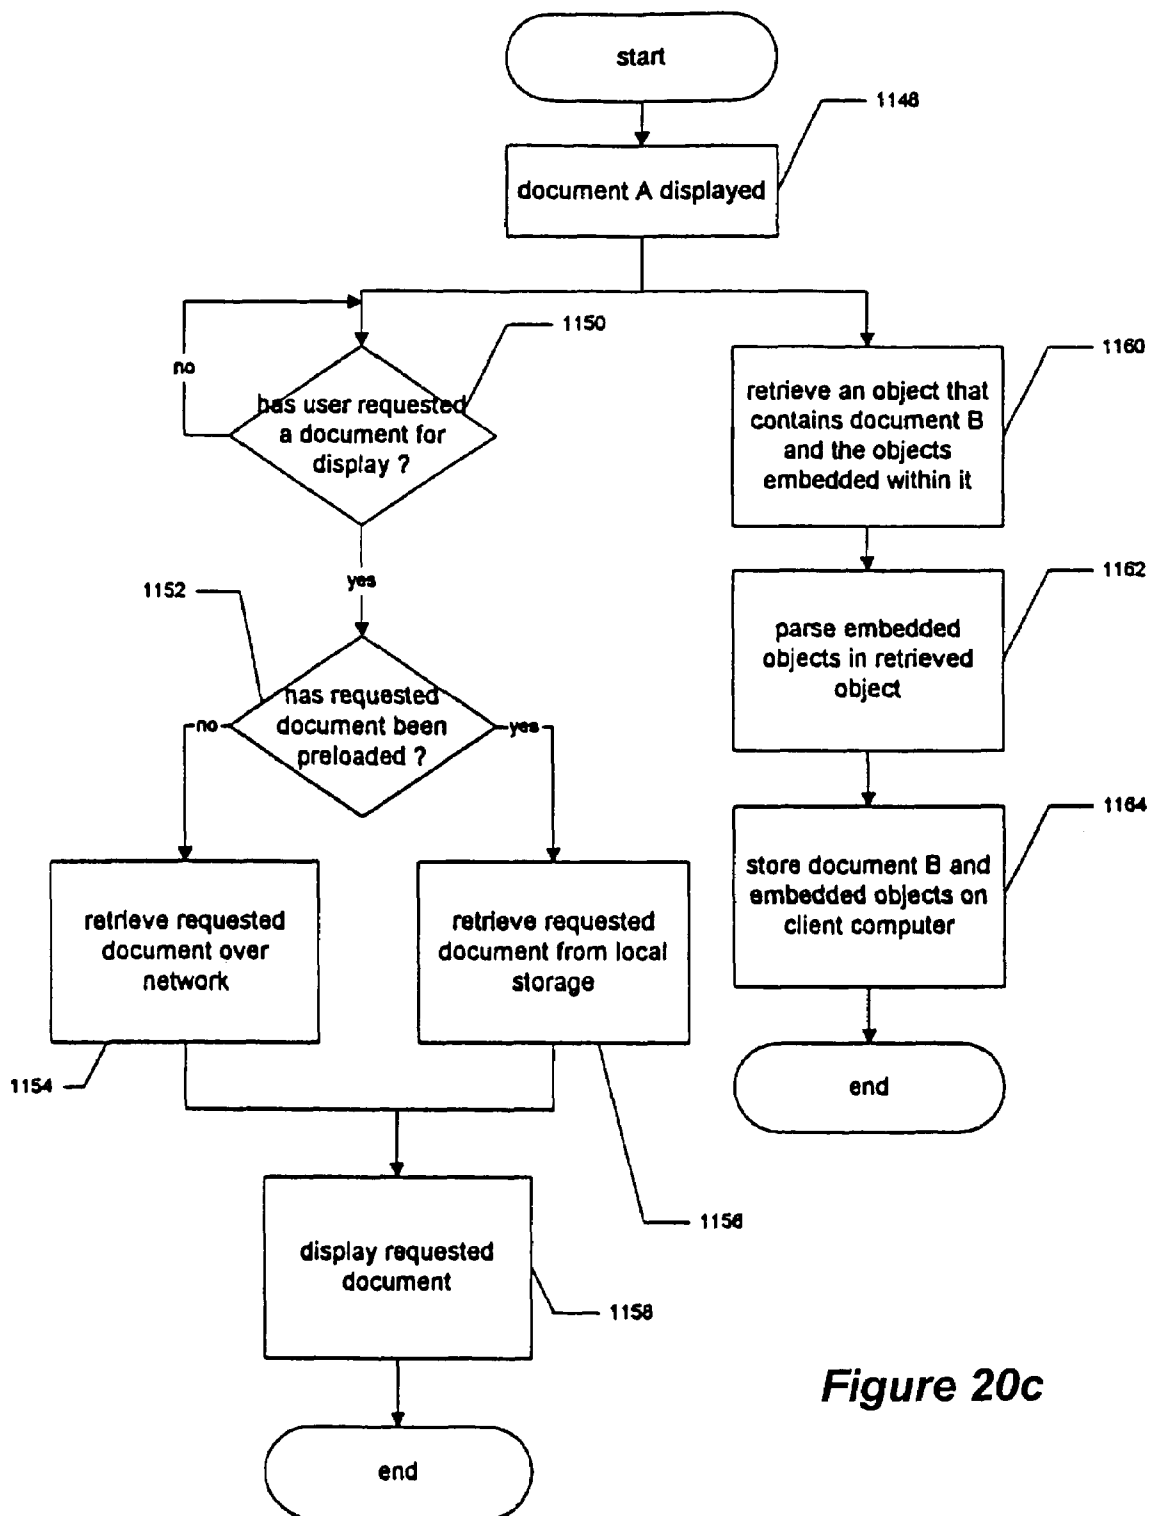 start
1148
document A displayed
1150
no
has user requested
a document for
display ?
1160
retrieve an object that
contains document B
and the objects
embedded within it
yes
1152
1162
parse embedded
objects in retrieved
object
has requested
document been
preloaded ?
no
yes
1164
store document B and
embedded objects on
client computer
retrieve requested
document over
network
retrieve requested
document from local
storage
1154
end
1156
display requested
document
1158
Figure 20c
end